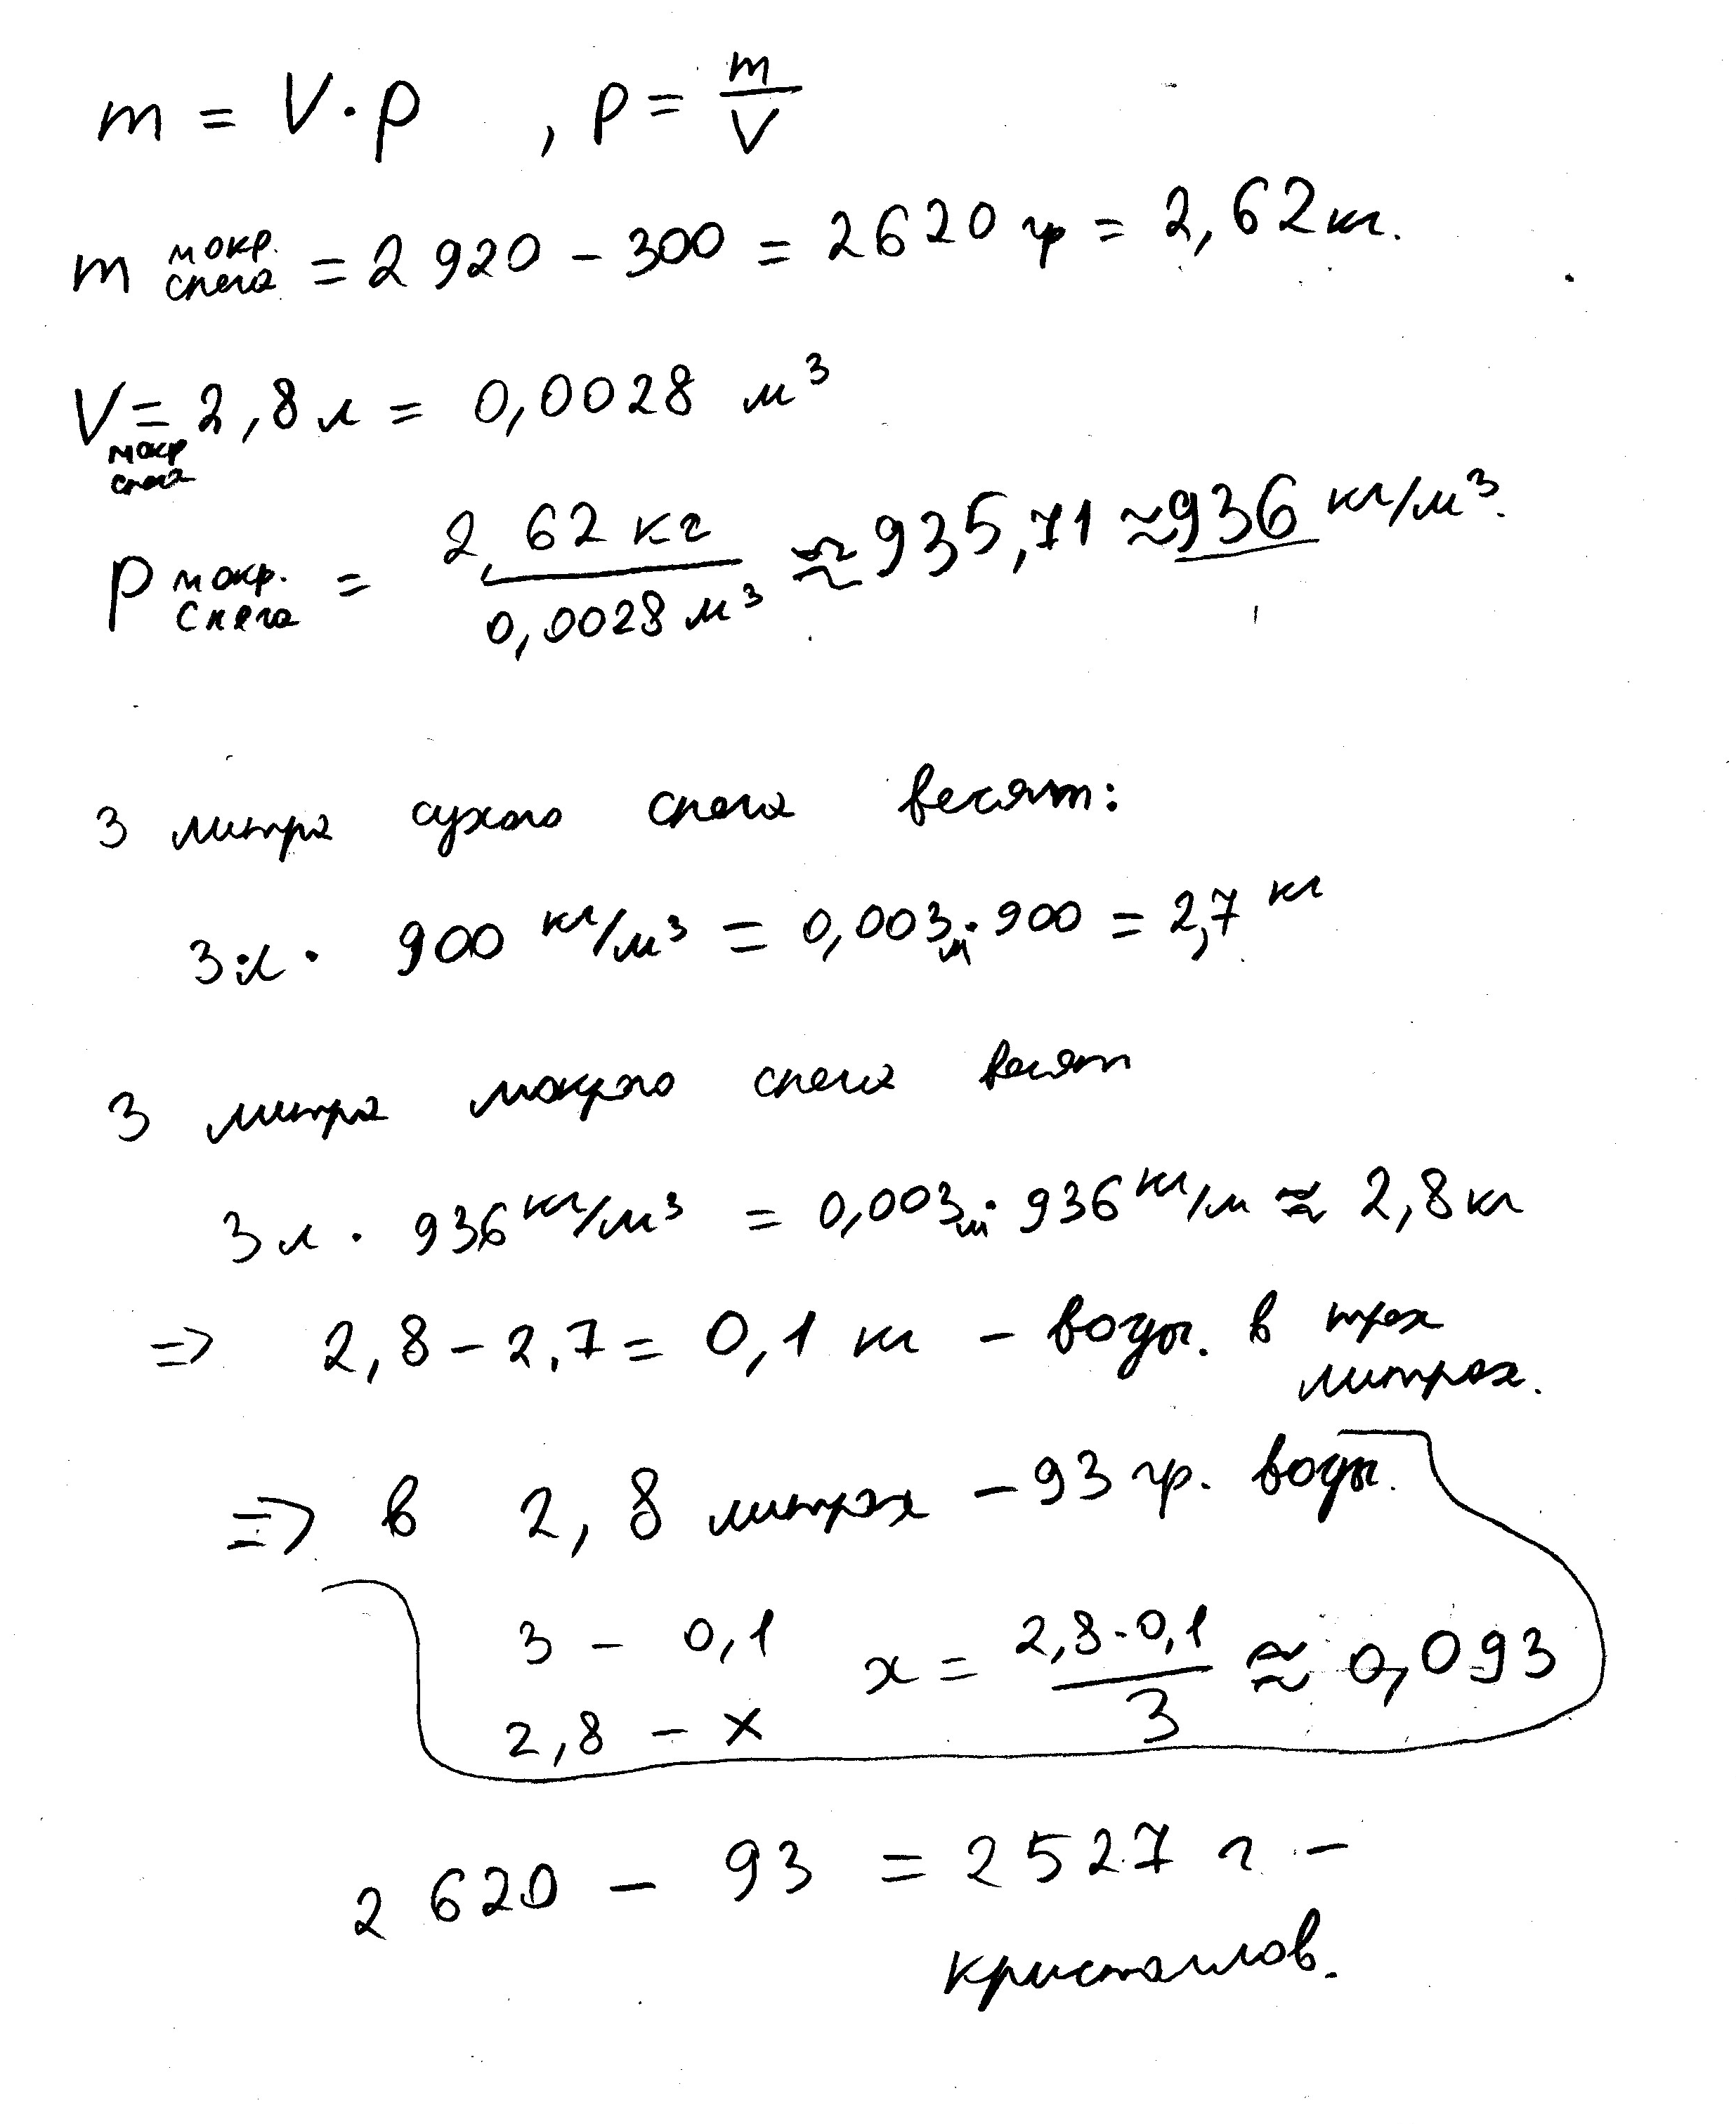 m = V · ρ , ρ = m/V
m мокр. снега = 2 920 - 300 = 2620 гр = 2,62 кг.
V мокр снега = 2,8 л = 0,0028 м³
ρ мокр. снега = 2,62 кг / 0,0028 м³ ≈ 935,71 ≈ 936 кг/м³.
3 литра сухого снега весят:
3 л · 900 кг/м³ = 0,003 м · 900 = 2,7 кг
3 литра мокрого снега весят
3 л · 936 кг/м³ = 0,003 м · 936 кг/м ≈ 2,8 кг
=> 2,8 - 2,7 = 0,1 кг - воды. в трех
литрах.
=> в 2,8 литрах - 93 гр. воды.
3 - 0,1
2,8 - x
x = 2,8 · 0,1 / 3 ≈ 0,093
2 620 - 93 = 2527 г -
кристаллов.